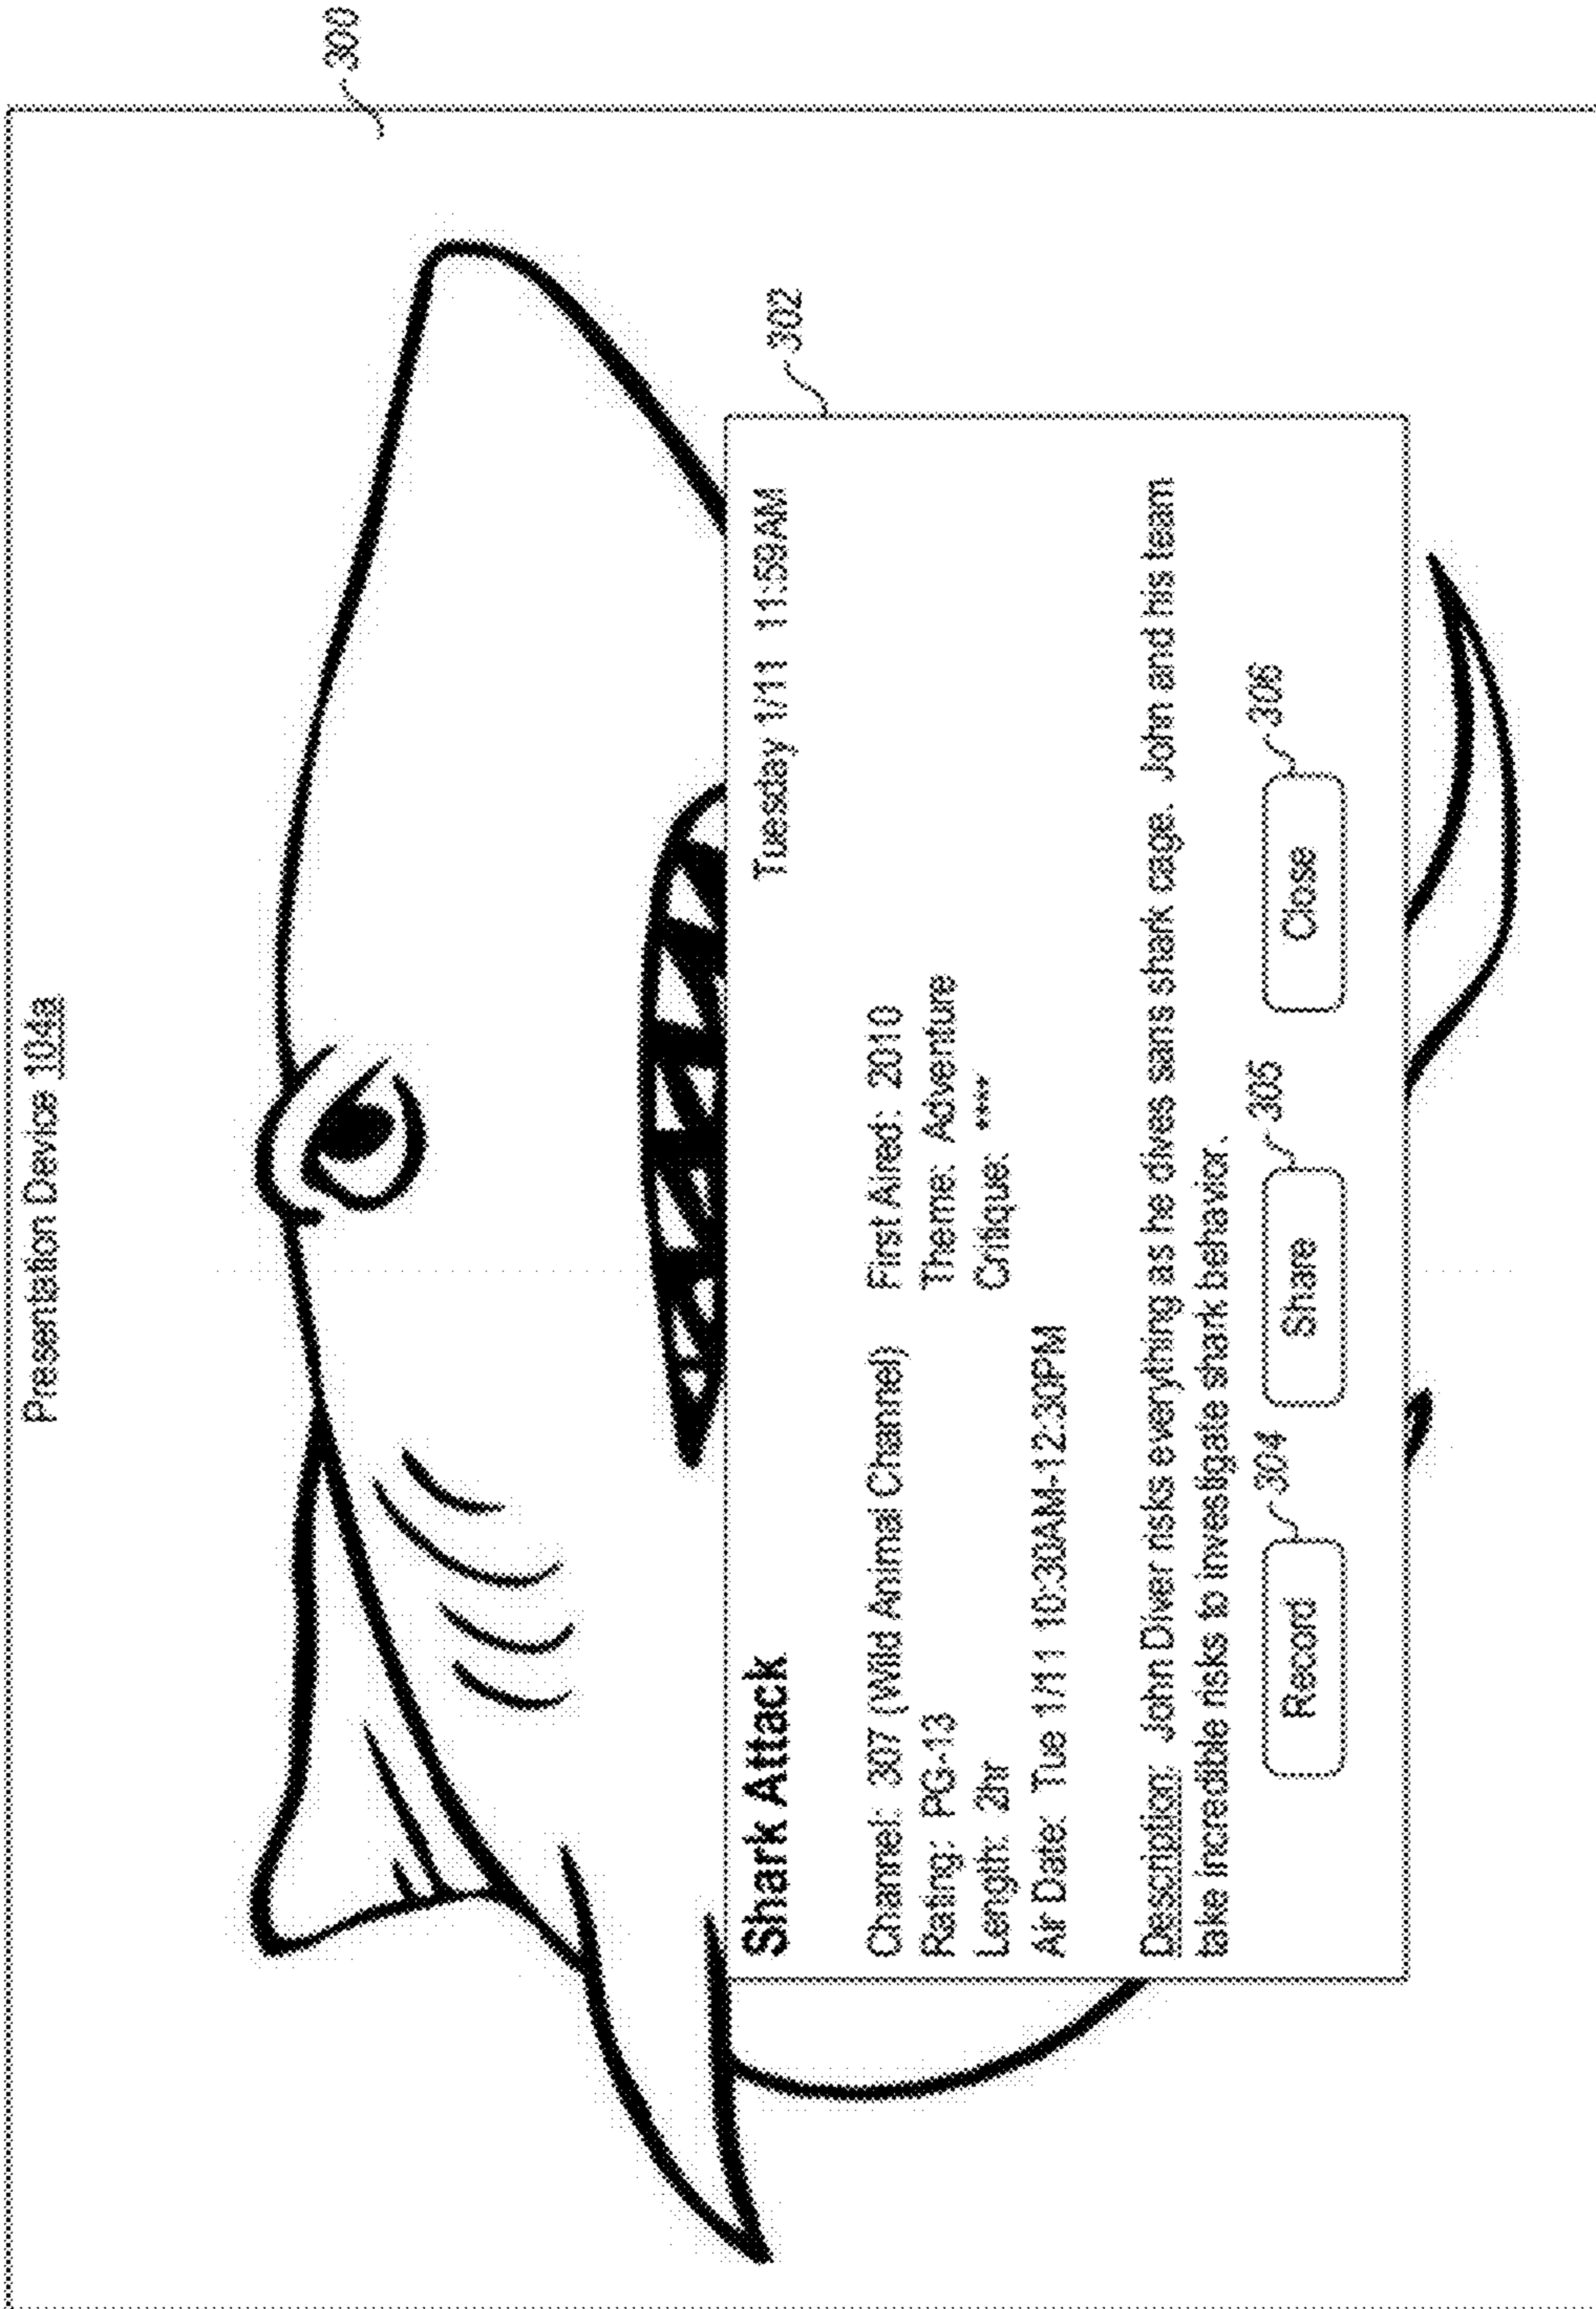 Presentation Device 104a
300
302
Shark Attack Tuesday 1/11 11:59AM
Channel: 307 (Wild Animal Channel) First Aired: 2010
Rating: PG-13 Theme: Adventure
Length: 2hr Critique: ****
Air Date: Tue 1/11 10:30AM-12:30PM
Description: John Diver risks everything as he dives sans shark cage. John and his team
take incredible risks to investigate shark behavior.
304 305 306
Record Share Close